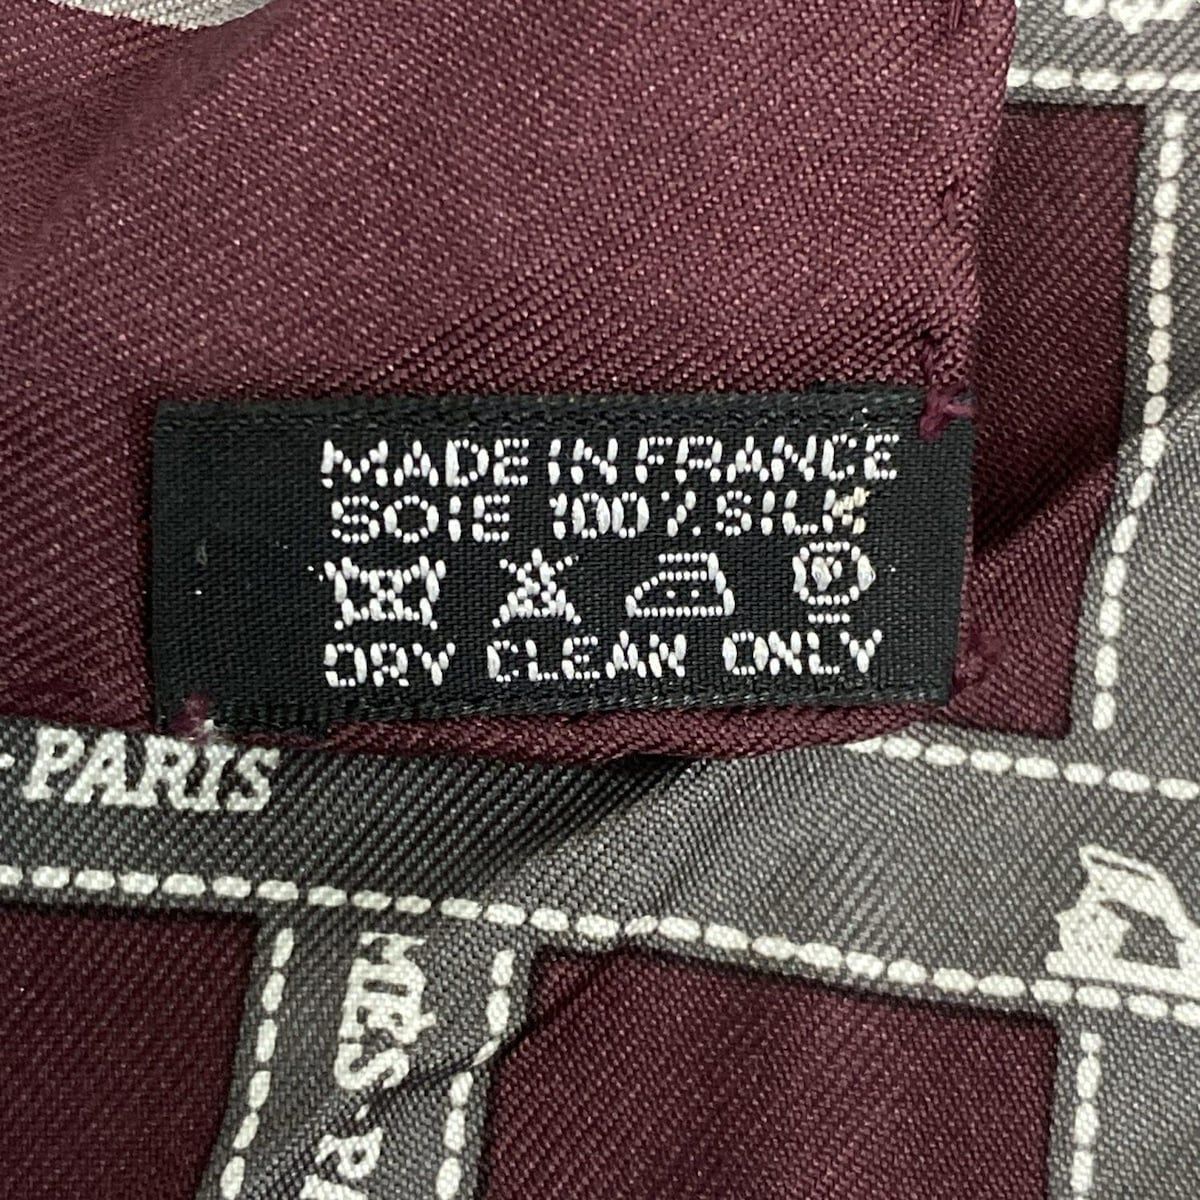 MADE IN FRANCE
SOIE 100% SILK
P
DRY CLEAN ONLY
-PARIS